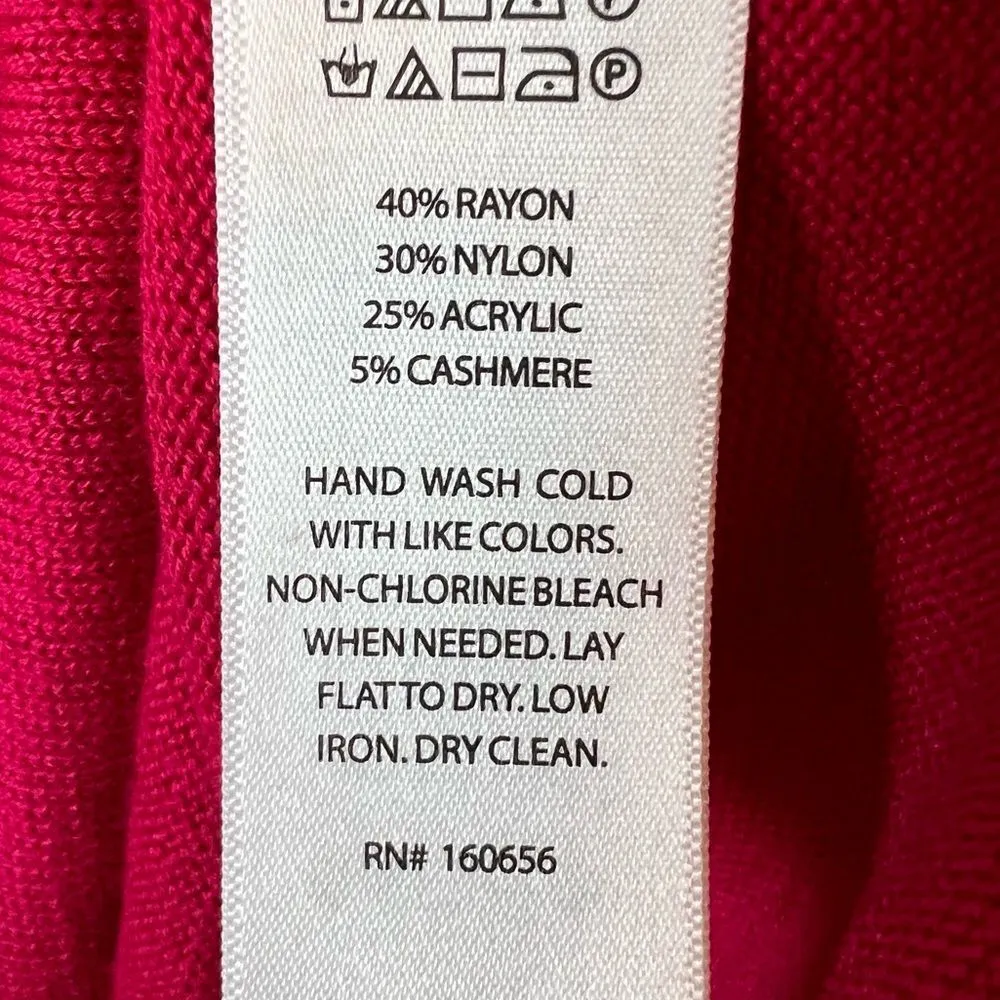 P
40% RAYON
30% NYLON
25% ACRYLIC
5% CASHMERE
HAND WASH COLD
WITH LIKE COLORS.
NON-CHLORINE BLEACH
WHEN NEEDED. LAY
FLAT TO DRY. LOW
IRON. DRY CLEAN.
RN# 160656